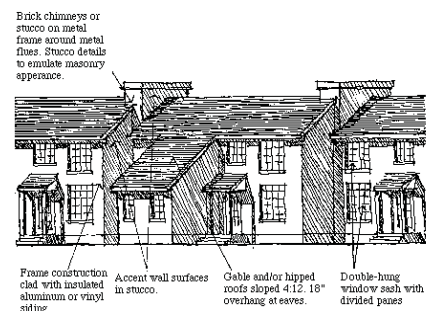 Brick chimneys or
stucco on metal
frame around metal
flues. Stucco details
to emulate masonry
apperance.
Frame construction
clad with insulated
aluminum or vinyl
siding
Accent wall surfaces
in stucco.
Gable and/or hipped
roofs sloped 4:12. 18"
overhang at eaves.
Double-hung
window sash with
divided panes